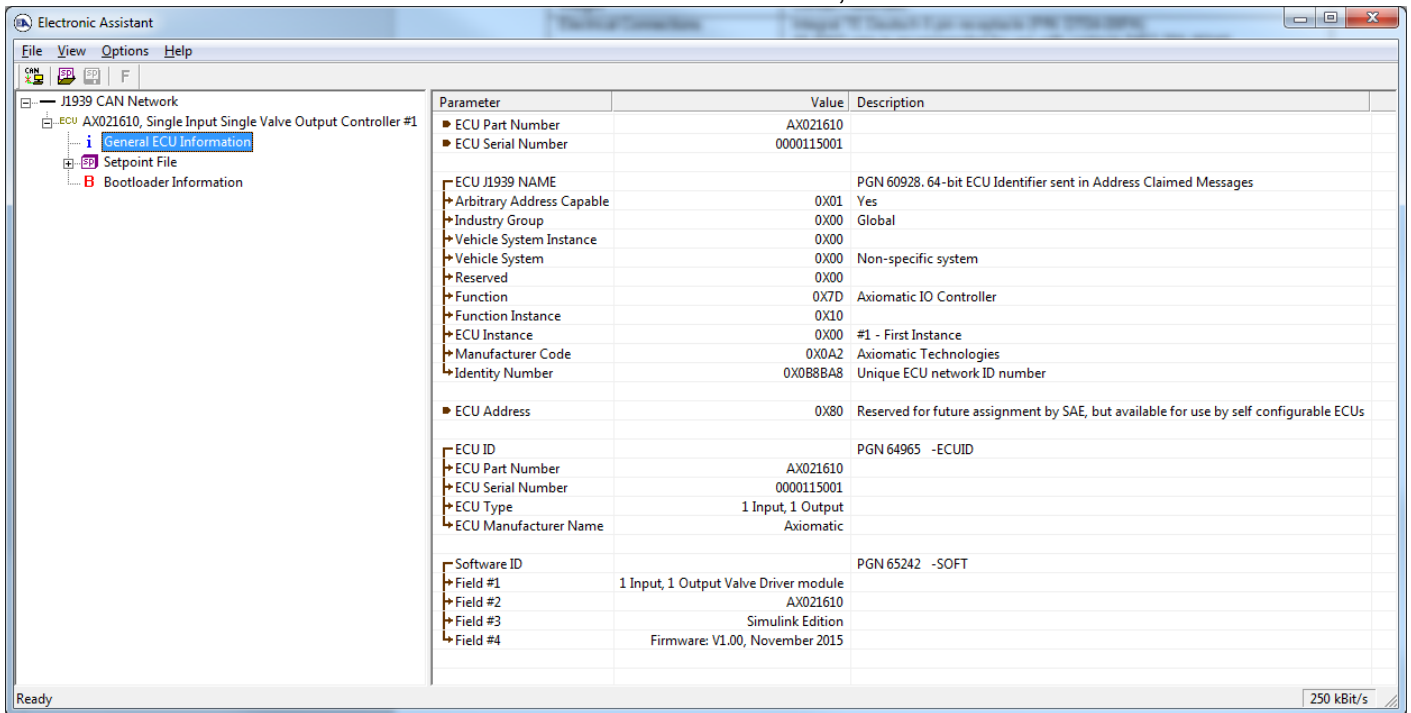 Electronic Assistant
File View Options Help
CAN SP SP F
J1939 CAN Network
ECU AX021610, Single Input Single Valve Output Controller #1
i General ECU Information
SP Setpoint File
B Bootloader Information
Parameter Value Description
ECU Part Number AX021610
ECU Serial Number 0000115001
ECU J1939 NAME PGN 60928. 64-bit ECU Identifier sent in Address Claimed Messages
Arbitrary Address Capable 0X01 Yes
Industry Group 0X00 Global
Vehicle System Instance 0X00
Vehicle System 0X00 Non-specific system
Reserved 0X00
Function 0X7D Axiomatic IO Controller
Function Instance 0X10
ECU Instance 0X00 #1 - First Instance
Manufacturer Code 0X0A2 Axiomatic Technologies
Identity Number 0X0B8BA8 Unique ECU network ID number
ECU Address 0X80 Reserved for future assignment by SAE, but available for use by self configurable ECUs
ECU ID PGN 64965 -ECUID
ECU Part Number AX021610
ECU Serial Number 0000115001
ECU Type 1 Input, 1 Output
ECU Manufacturer Name Axiomatic
Software ID PGN 65242 -SOFT
Field #1 1 Input, 1 Output Valve Driver module
Field #2 AX021610
Field #3 Simulink Edition
Field #4 Firmware: V1.00, November 2015
Ready 250 kBit/s